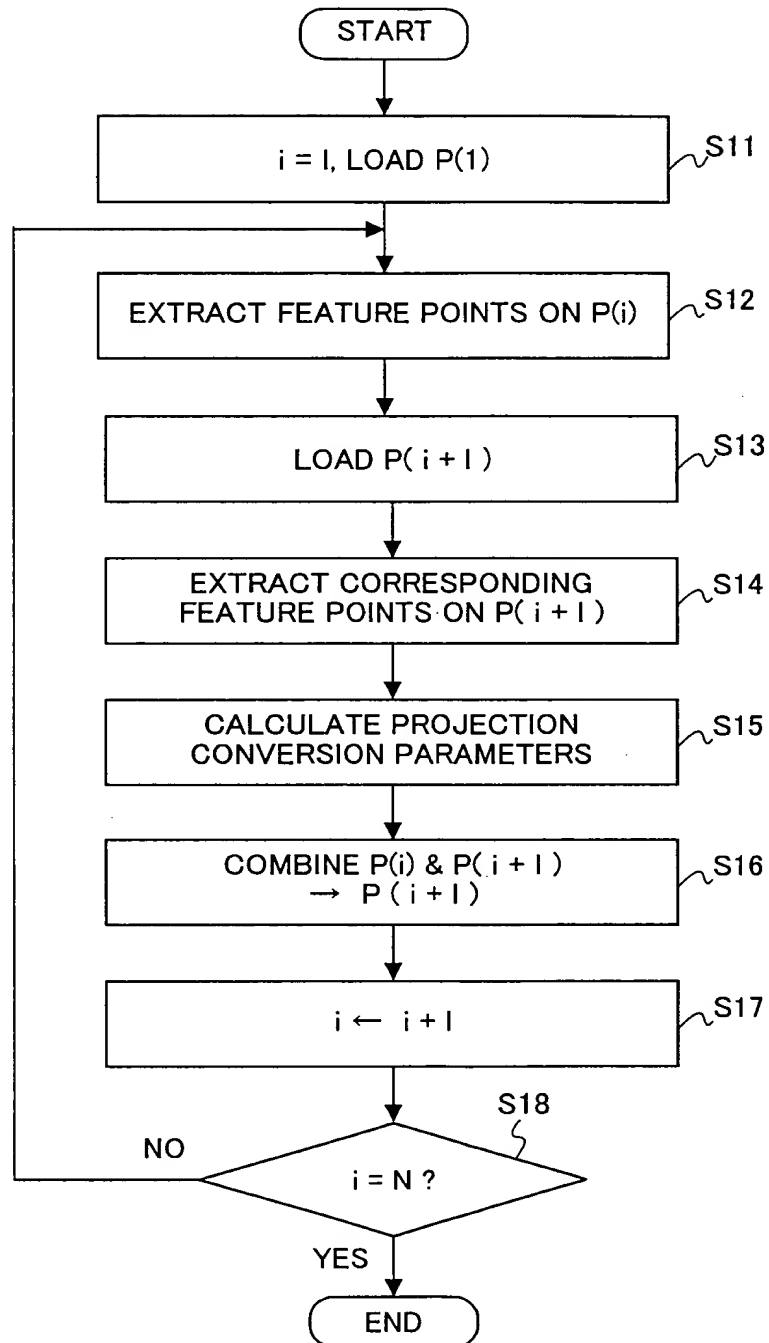 START
i = I, LOAD P(1)
S11
EXTRACT FEATURE POINTS ON P(i)
S12
LOAD P( i + I )
S13
EXTRACT CORRESPONDING
FEATURE POINTS ON P( i + I )
S14
CALCULATE PROJECTION
CONVERSION PARAMETERS
S15
COMBINE P(i) & P( i + I )
→ P ( i + I )
S16
i ← i + I
S17
S18
NO
i = N ?
YES
END